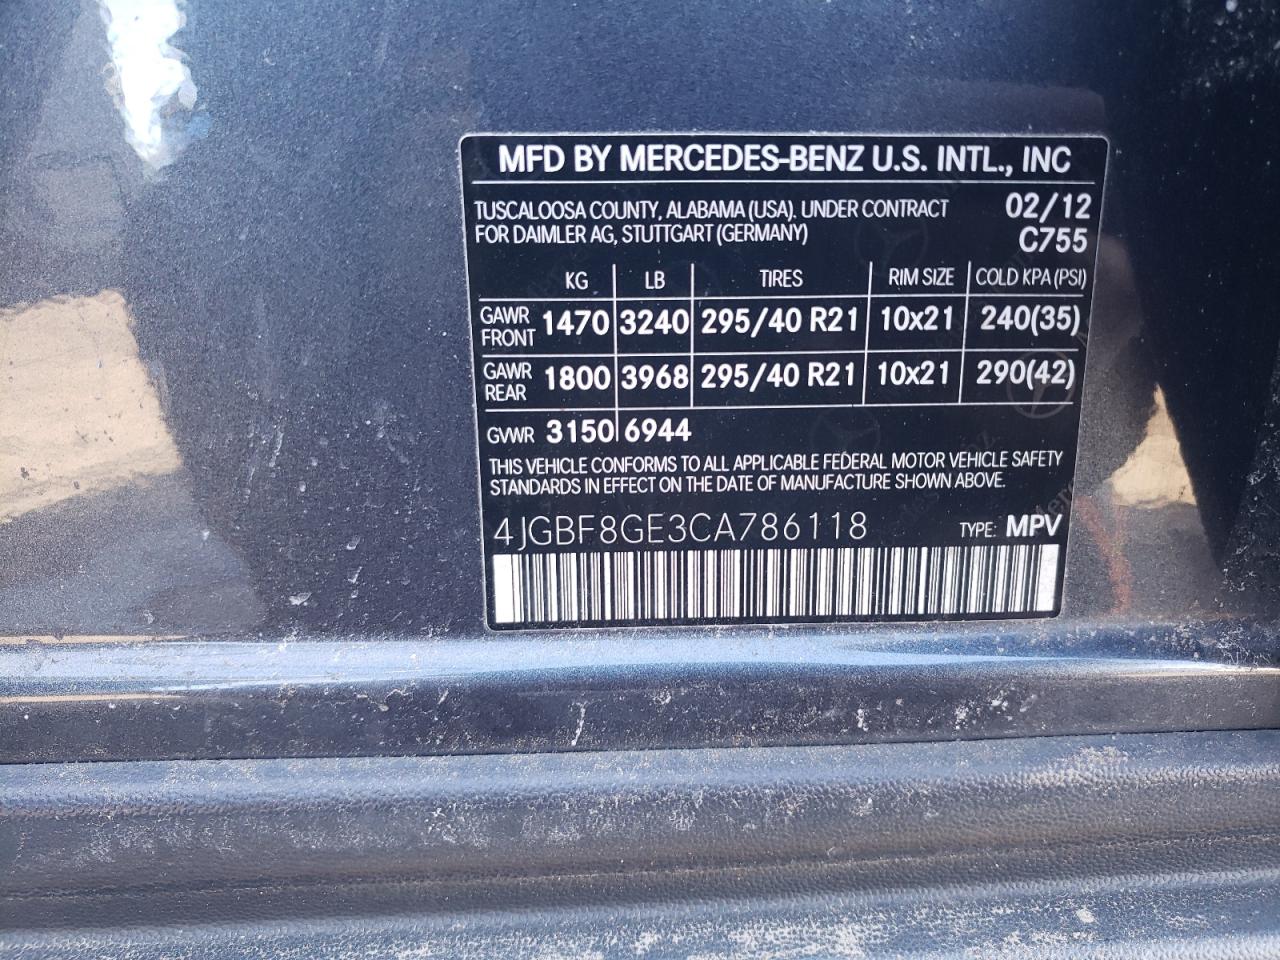 MFD BY MERCEDES-BENZ U.S. INTL., INC
TUSCALOOSA COUNTY, ALABAMA (USA), UNDER CONTRACT 02/12
FOR DAIMLER AG, STUTTGART (GERMANY) C755
KG LB TIRES RIM SIZE COLD KPA (PSI)
GAWR FRONT 1470 3240 295/40 R21 10x21 240(35)
GAWR REAR 1800 3968 295/40 R21 10x21 290(42)
GVWR 3150 6944
THIS VEHICLE CONFORMS TO ALL APPLICABLE FEDERAL MOTOR VEHICLE SAFETY
STANDARDS IN EFFECT ON THE DATE OF MANUFACTURE SHOWN ABOVE.
4JGBF8GE3CA786118 TYPE: MPV